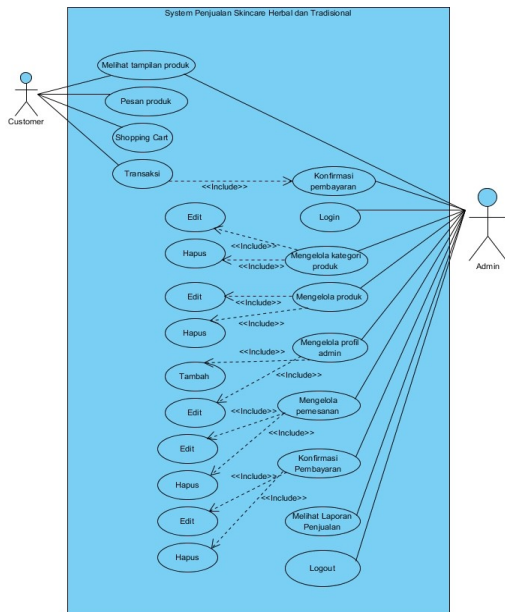 System Penjualan Skincare Herbal dan Tradisional
Melihat tampilan produk
Customer
Pesan produk
Shopping Cart
Transaksi
<<Include>>
Konfirmasi
pembayaran
Edit
Login
<<Include>>
Hapus
<<Include>>
Mengelola kategori
produk
Admin
Edit
<<Include>>
Mengelola produk
Hapus
<<Include>>
Mengelola profil
admin
<<Include>>
Tambah
<<Include>>
Edit
<<Include>>
Mengelola
pemesanan
Edit
<<Include>>
Hapus
<<Include>>
Konfirmasi
Pembayaran
Edit
<<Include>>
Melihat Laporan
Penjualan
Hapus
Logout